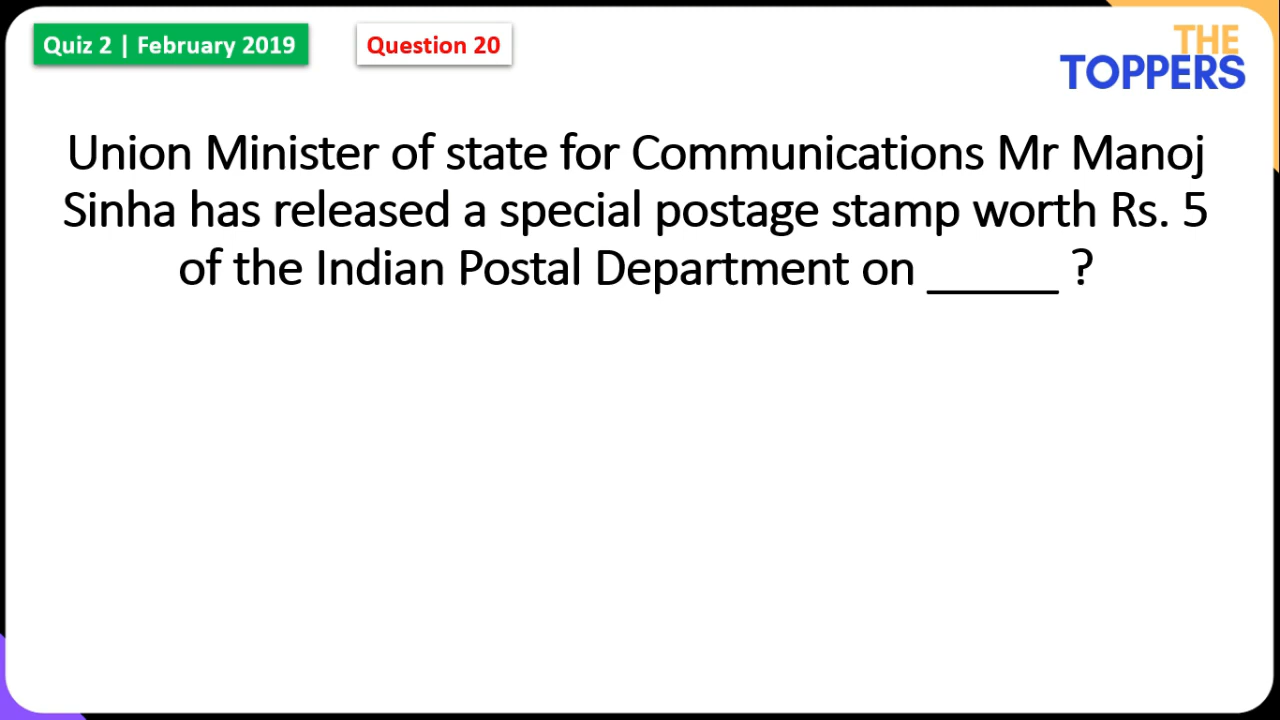 Quiz 2 | February 2019
Question 20
THE
TOPPERS
Union Minister of state for Communications Mr Manoj
Sinha has released a special postage stamp worth Rs. 5
of the Indian Postal Department on _____ ?